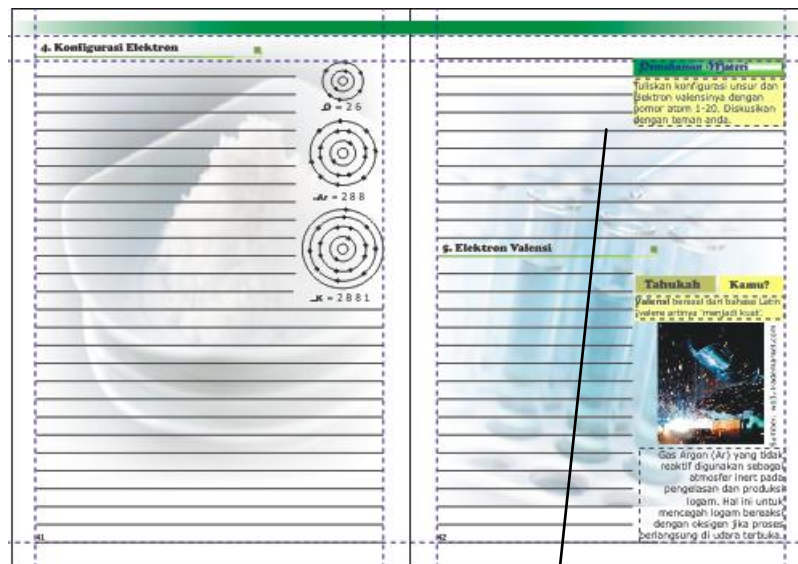 4. Konfigurasi Elektron
O = 2 6
Ar = 2 8 8
K = 2 8 8 1
41
Pemahaman Materi
Tuliskan konfigurasi unsur dan
elektron valensinya dengan
nomor atom 1-20. Diskusikan
dengan teman anda.
5. Elektron Valensi
Tahukah Kamu?
Valensi berasal dari bahasa Latin
valere artinya 'menjadi kuat'.
Sumber:
Gas Argon (Ar) yang tidak
reaktif digunakan sebagai
atmosfer inert pada
pengelasan dan produksi
logam. Hal ini untuk
mencegah logam bereaksi
dengan oksigen jika proses
berlangsung di udara terbuka.
42